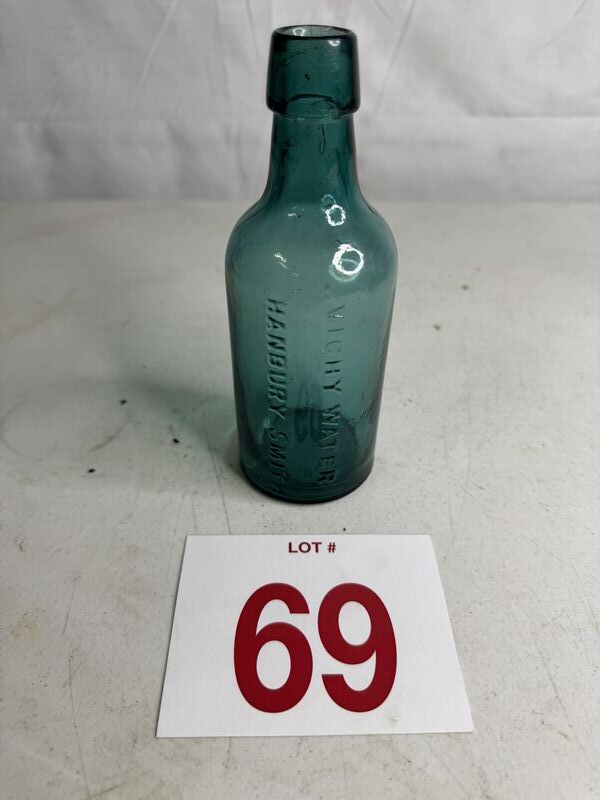 VICHY WATER
HANBURY SMITH
LOT #
69